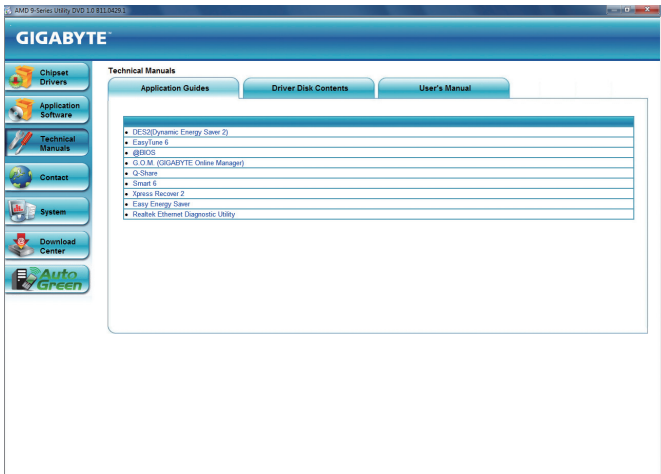 AMD 9-Series Utility DVD 1.0 B11.0429.1
GIGABYTE™
Chipset
Drivers
Application
Software
Technical
Manuals
Contact
System
Download
Center
Auto
Green
Technical Manuals
Application Guides
Driver Disk Contents
User's Manual
• DES2(Dynamic Energy Saver 2)
• EasyTune 6
• @BIOS
• G.O.M. (GIGABYTE Online Manager)
• Q-Share
• Smart 6
• Xpress Recover 2
• Easy Energy Saver
• Realtek Ethernet Diagnostic Utility